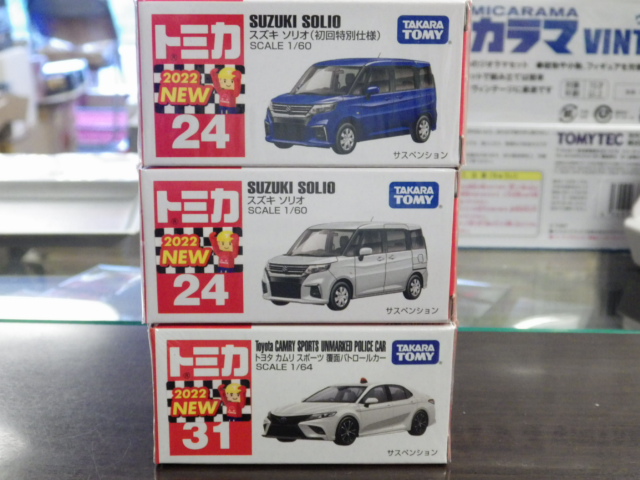 トミカ
2022
NEW
24
SUZUKI SOLIO
スズキ ソリオ(初回特別仕様)
SCALE 1/60
TAKARA
TOMY
サスペンション
トミカ
2022
NEW
24
SUZUKI SOLIO
スズキ ソリオ
SCALE 1/60
TAKARA
TOMY
サスペンション
トミカ
2022
NEW
31
Toyota CAMRY SPORTS UNMARKED POLICE CAR
トヨタ カムリ スポーツ 覆面パトロールカー
SCALE 1/64
TAKARA
TOMY
サスペンション
MICARAMA
カラマ VINT
TOMYTEC